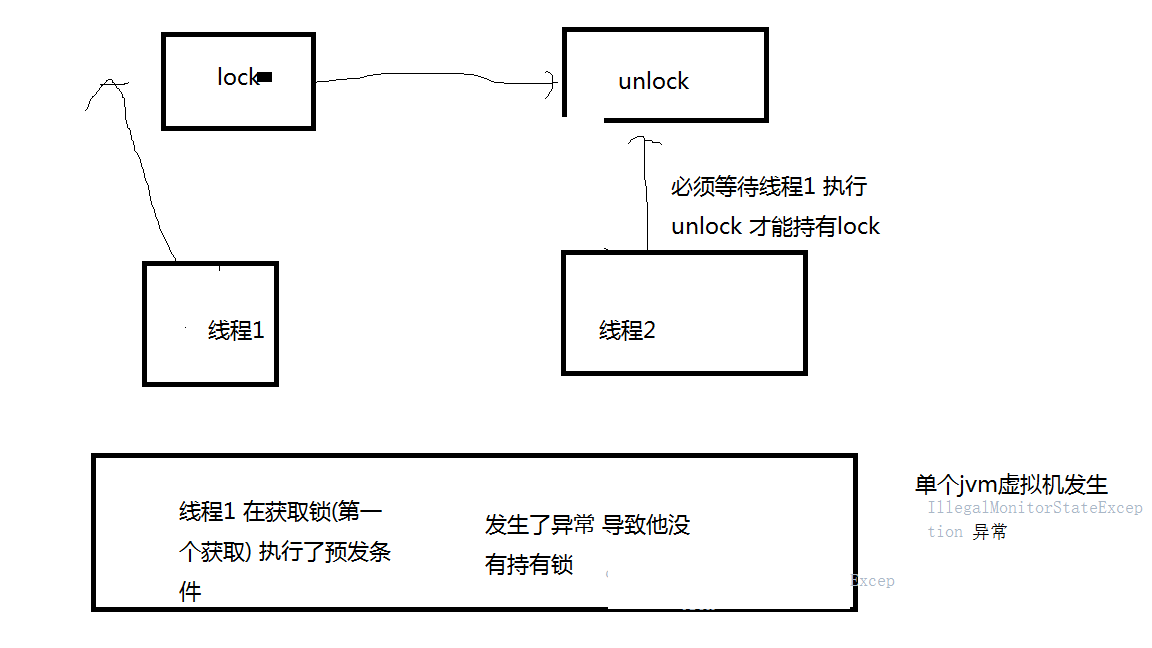 lock
unlock
必须等待线程1 执行
unlock 才能持有lock
线程1
线程2
线程1 在获取锁(第一
个获取) 执行了预发条
件
发生了异常 导致他没
有持有锁
单个jvm虚拟机发生
IllegalMonitorStateExcep
tion 异常
Excep